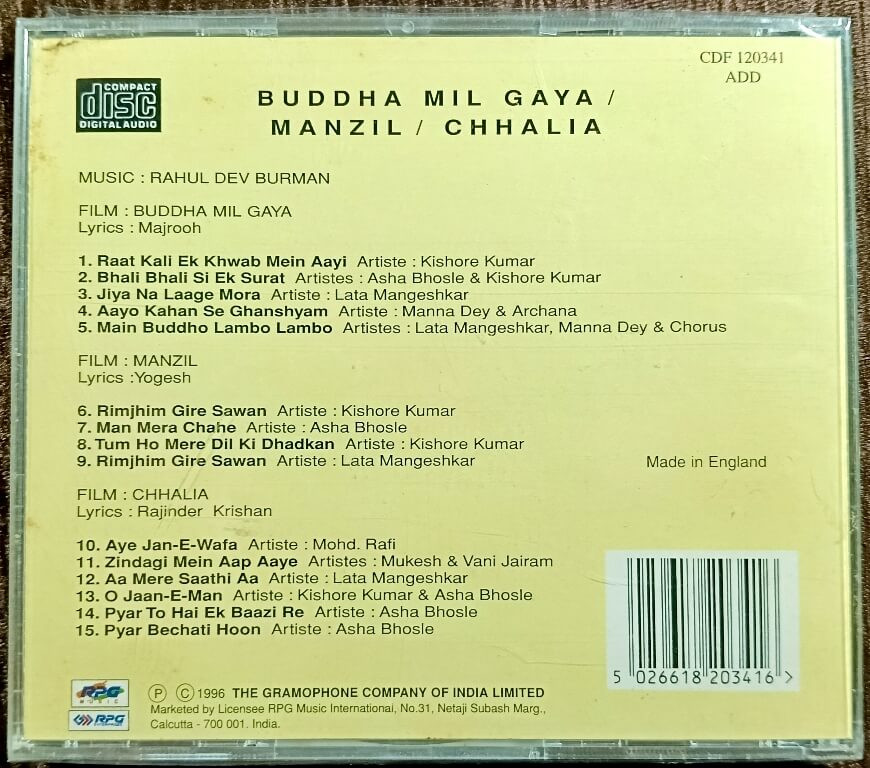 CDF 120341
ADD
COMPACT
disc
DIGITAL AUDIO
BUDDHA MIL GAYA /
MANZIL / CHHALIA
MUSIC : RAHUL DEV BURMAN
FILM : BUDDHA MIL GAYA
Lyrics : Majrooh
1. Raat Kali Ek Khwab Mein Aayi Artiste : Kishore Kumar
2. Bhali Bhali Si Ek Surat Artistes : Asha Bhosle & Kishore Kumar
3. Jiya Na Laage Mora Artiste : Lata Mangeshkar
4. Aayo Kahan Se Ghanshyam Artiste : Manna Dey & Archana
5. Main Buddho Lambo Lambo Artistes : Lata Mangeshkar, Manna Dey & Chorus
FILM : MANZIL
Lyrics :Yogesh
6. Rimjhim Gire Sawan Artiste : Kishore Kumar
7. Man Mera Chahe Artiste : Asha Bhosle
8. Tum Ho Mere Dil Ki Dhadkan Artiste : Kishore Kumar
9. Rimjhim Gire Sawan Artiste : Lata Mangeshkar
Made in England
FILM : CHHALIA
Lyrics : Rajinder Krishan
10. Aye Jan-E-Wafa Artiste : Mohd. Rafi
11. Zindagi Mein Aap Aaye Artistes : Mukesh & Vani Jairam
12. Aa Mere Saathi Aa Artiste : Lata Mangeshkar
13. O Jaan-E-Man Artiste : Kishore Kumar & Asha Bhosle
14. Pyar To Hai Ek Baazi Re Artiste : Asha Bhosle
15. Pyar Bechati Hoon Artiste : Asha Bhosle
5 026618 203416 >
RPG
MUSIC
RPG
Ⓟ Ⓒ 1996 THE GRAMOPHONE COMPANY OF INDIA LIMITED
Marketed by Licensee RPG Music International, No.31, Netaji Subash Marg.,
Calcutta - 700 001. India.